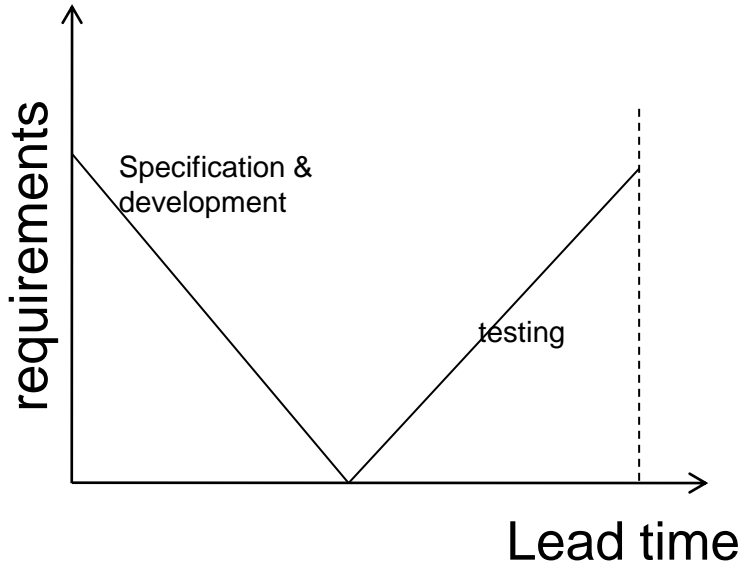 requirements
Specification &
development
testing
Lead time